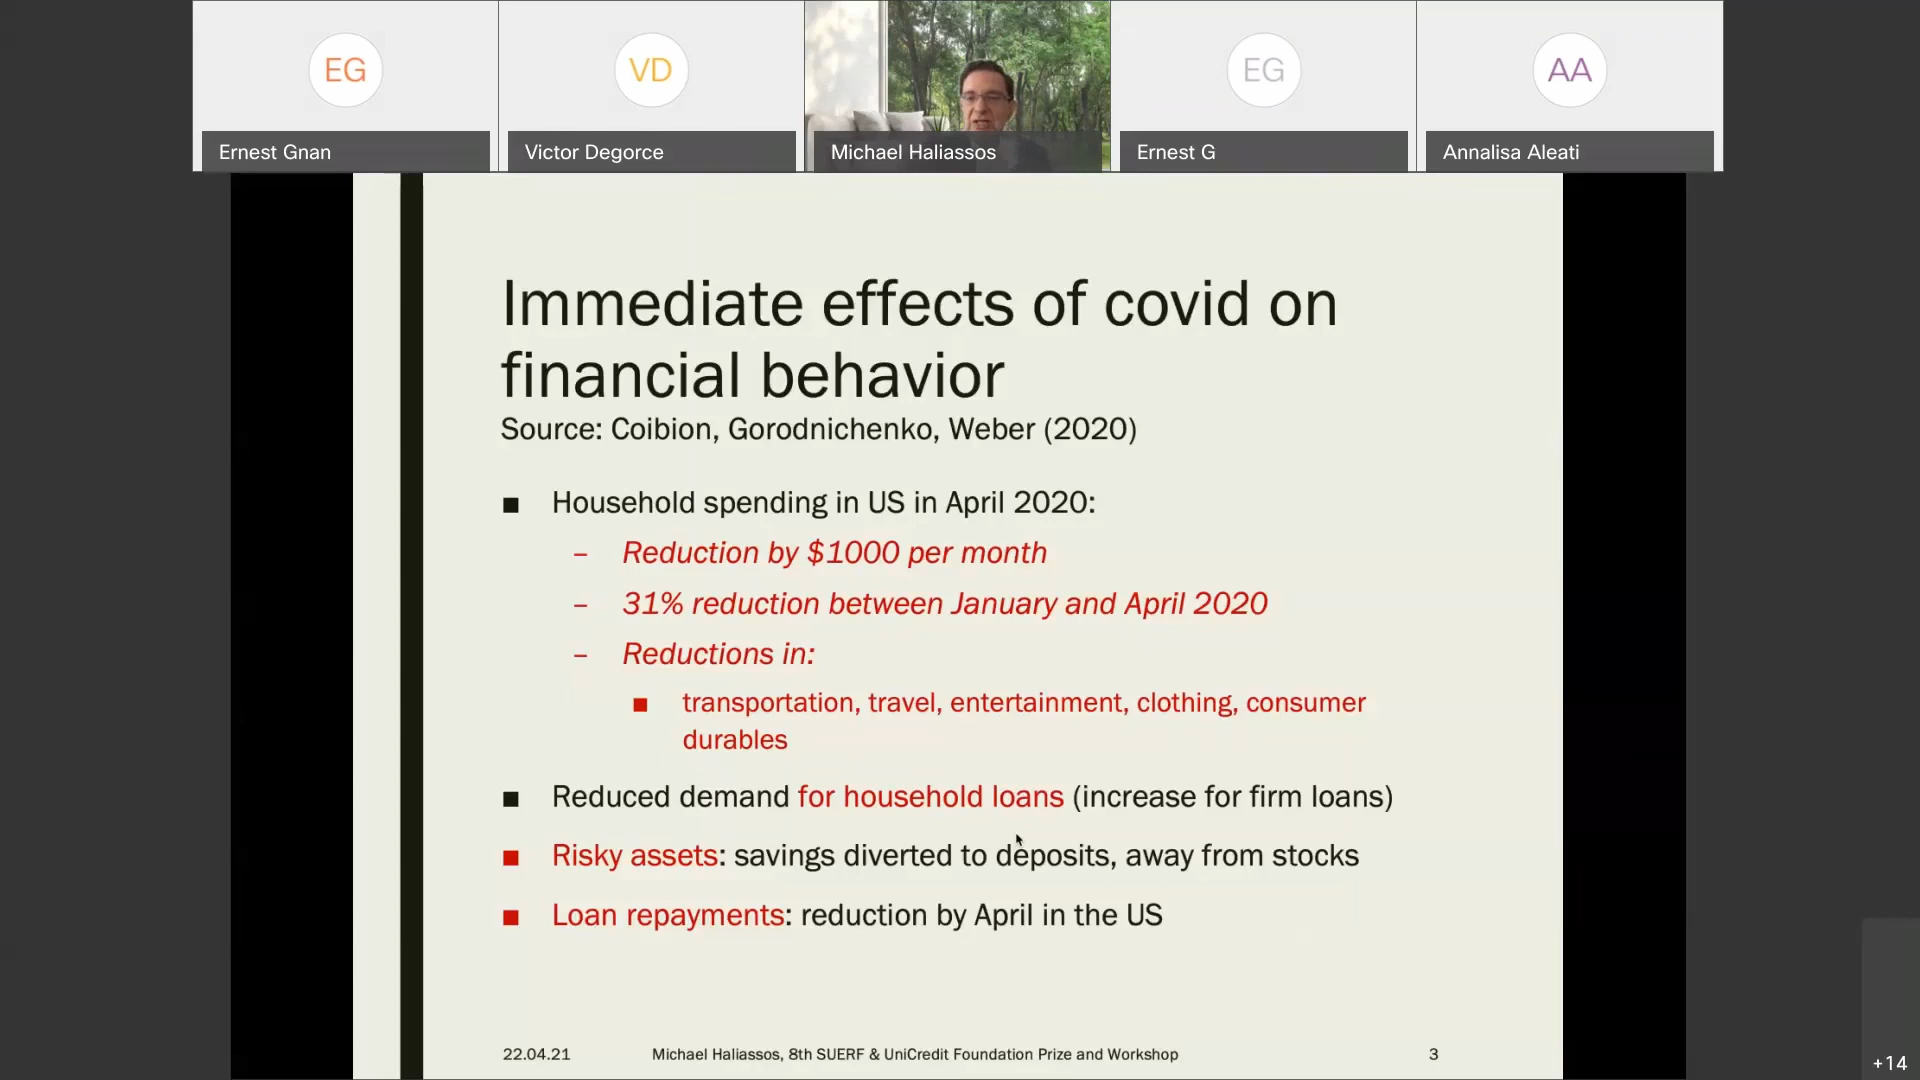 EG
VD
EG
AA
Ernest Gnan
Victor Degorce
Michael Haliassos
Ernest G
Annalisa Aleati
Immediate effects of covid on
financial behavior
Source: Coibion, Gorodnichenko, Weber (2020)
■ Household spending in US in April 2020:
– Reduction by $1000 per month
– 31% reduction between January and April 2020
– Reductions in:
■ transportation, travel, entertainment, clothing, consumer
durables
■ Reduced demand for household loans (increase for firm loans)
■ Risky assets: savings diverted to deposits, away from stocks
■ Loan repayments: reduction by April in the US
22.04.21
Michael Haliassos, 8th SUERF & UniCredit Foundation Prize and Workshop
3
+14